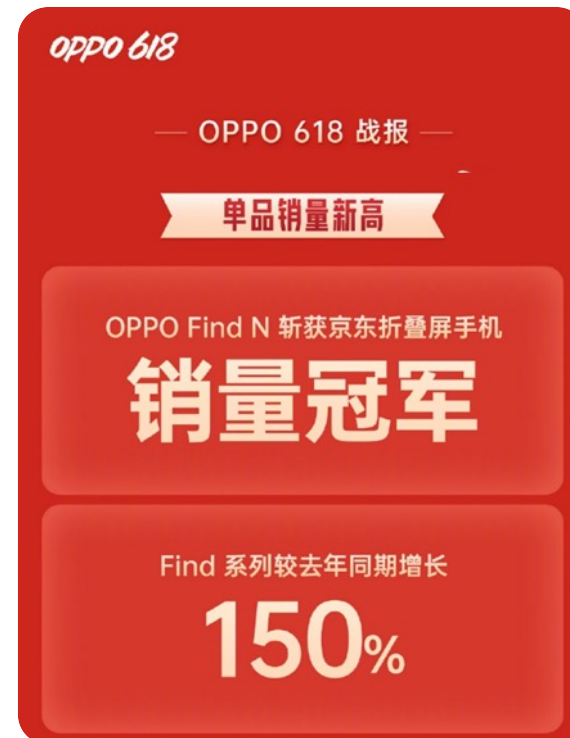 OPPO 618
OPPO 618 战报
单品销量新高
OPPO Find N 斩获京东折叠屏手机
销量冠军
Find 系列较去年同期增长
150%